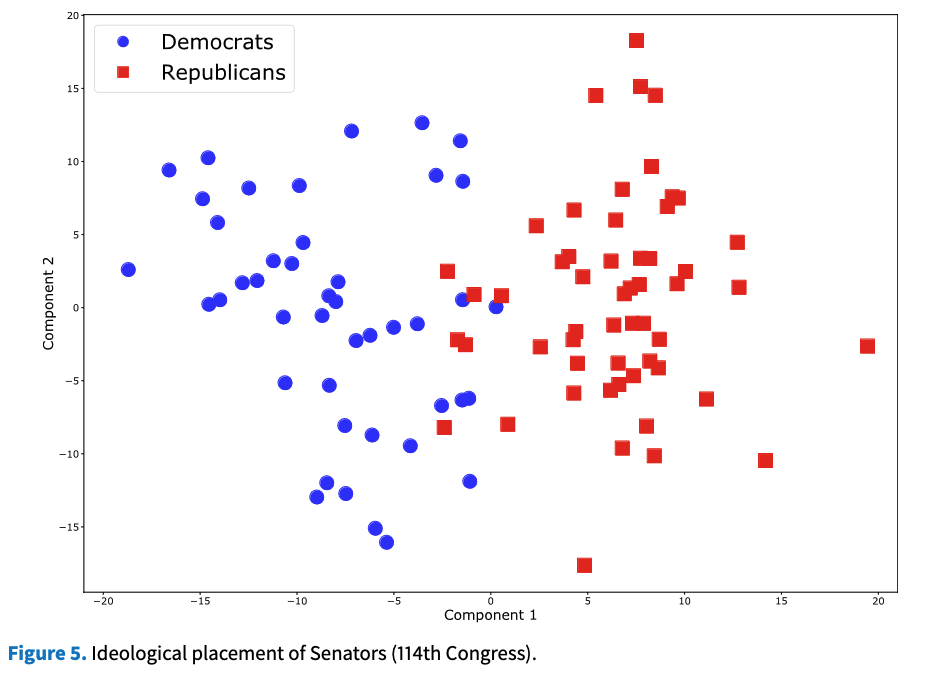 20
Democrats
Republicans
15
10
5
0
−5
−10
−15
Component 2
−20 −15 −10 −5 0 5 10 15 20
Component 1
Figure 5. Ideological placement of Senators (114th Congress).